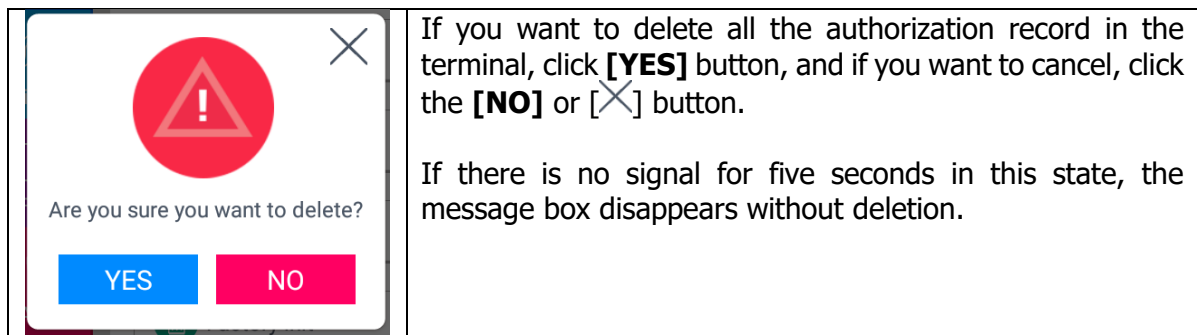 !
Are you sure you want to delete?
YES
NO
If you want to delete all the authorization record in the
terminal, click [YES] button, and if you want to cancel, click
the [NO] or [╳] button.
If there is no signal for five seconds in this state, the
message box disappears without deletion.